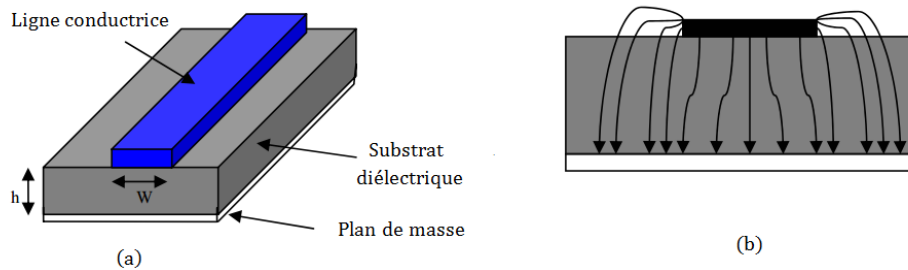 Ligne conductrice
h
W
Substrat
diélectrique
Plan de masse
(a)
(b)